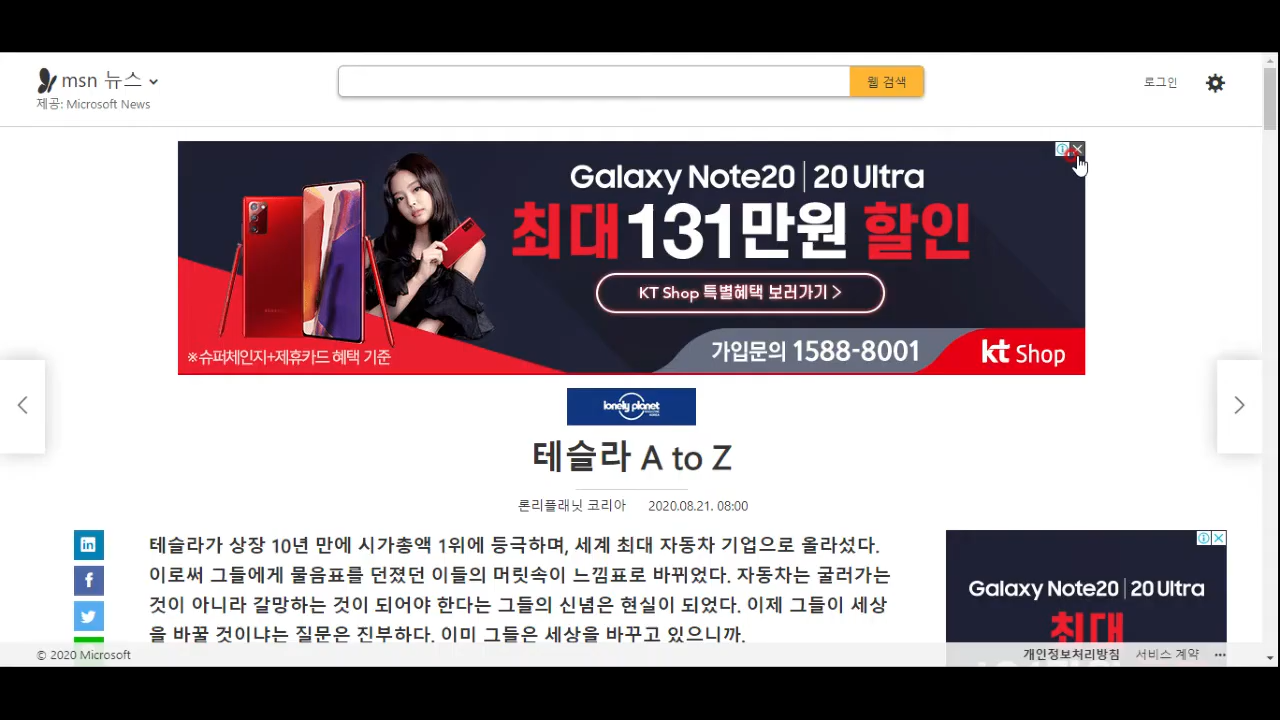 msn 뉴스
제공: Microsoft News
웹 검색
로그인
Galaxy Note20 | 20 Ultra
최대 131만원 할인
KT Shop 특별혜택 보러가기 >
※슈퍼체인지+제휴카드 혜택 기준
가입문의 1588-8001
kt Shop
lonely planet
테슬라 A to Z
론리플래닛 코리아 2020.08.21. 08:00
테슬라가 상장 10년 만에 시가총액 1위에 등극하며, 세계 최대 자동차 기업으로 올라섰다.
이로써 그들에게 물음표를 던졌던 이들의 머릿속이 느낌표로 바뀌었다. 자동차는 굴러가는
것이 아니라 갈망하는 것이 되어야 한다는 그들의 신념은 현실이 되었다. 이제 그들이 세상
을 바꿀 것이냐는 질문은 진부하다. 이미 그들은 세상을 바꾸고 있으니까.
Galaxy Note20 | 20 Ultra
최대
© 2020 Microsoft
개인정보처리방침 서비스 계약 ···